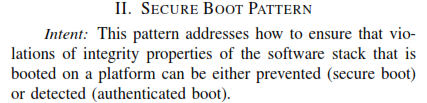 II. SECURE BOOT PATTERN
Intent: This pattern addresses how to ensure that vio-
lations of integrity properties of the software stack that is
booted on a platform can be either prevented (secure boot)
or detected (authenticated boot).